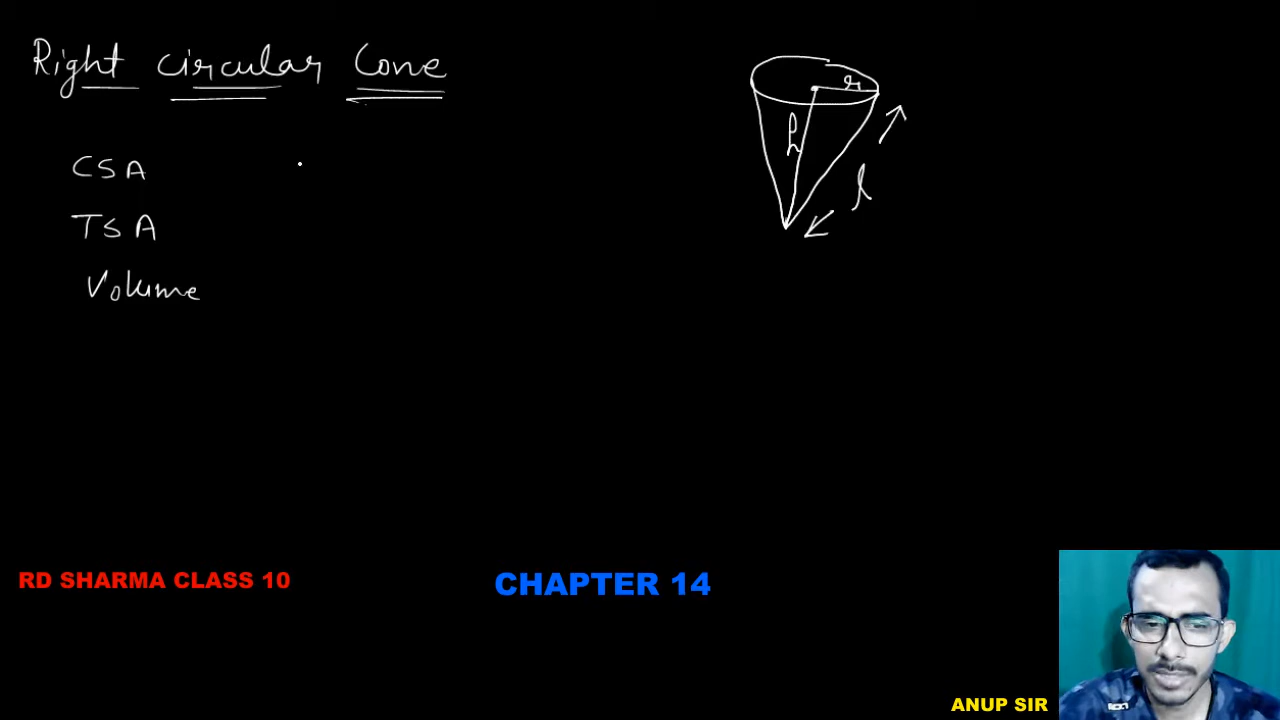 Right circular Cone
r
h
l
CSA
TSA
Volume
RD SHARMA CLASS 10
CHAPTER 14
ANUP SIR